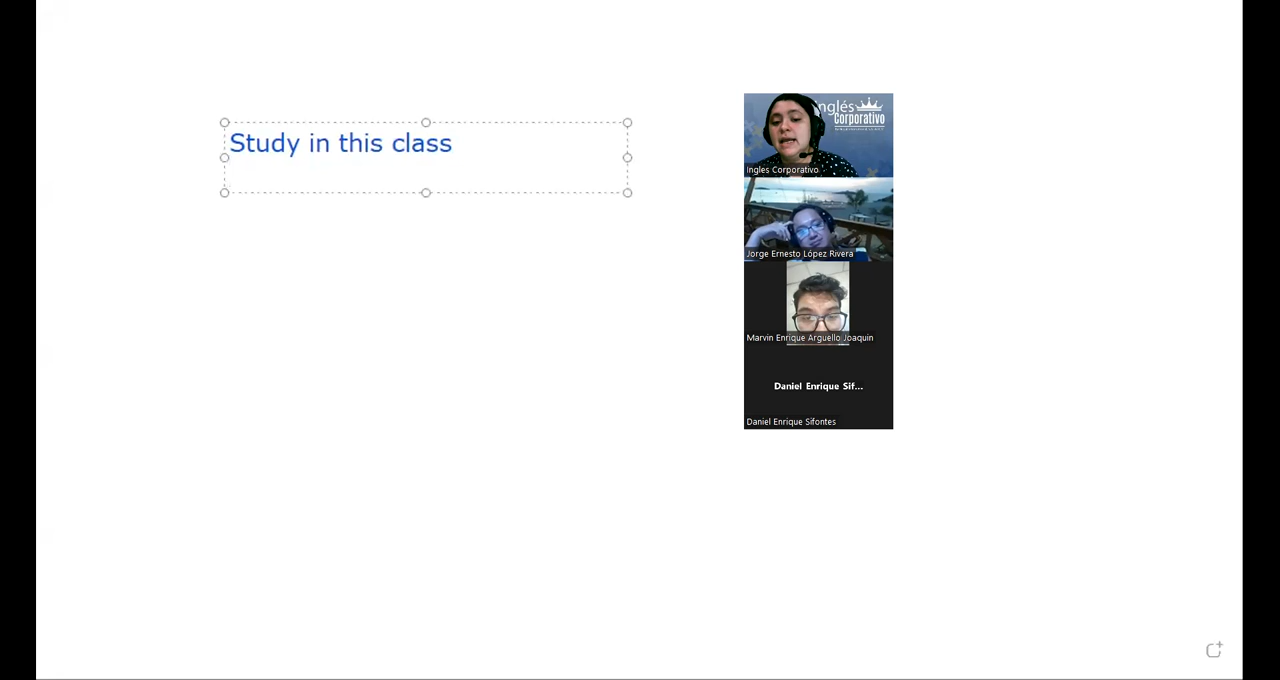 Study in this class
Inglés
Corporativo
Ingles Corporativo
Jorge Ernesto López Rivera
Marvin Enrique Arguello Joaquín
Daniel Enrique Sif...
Daniel Enrique Sifontes